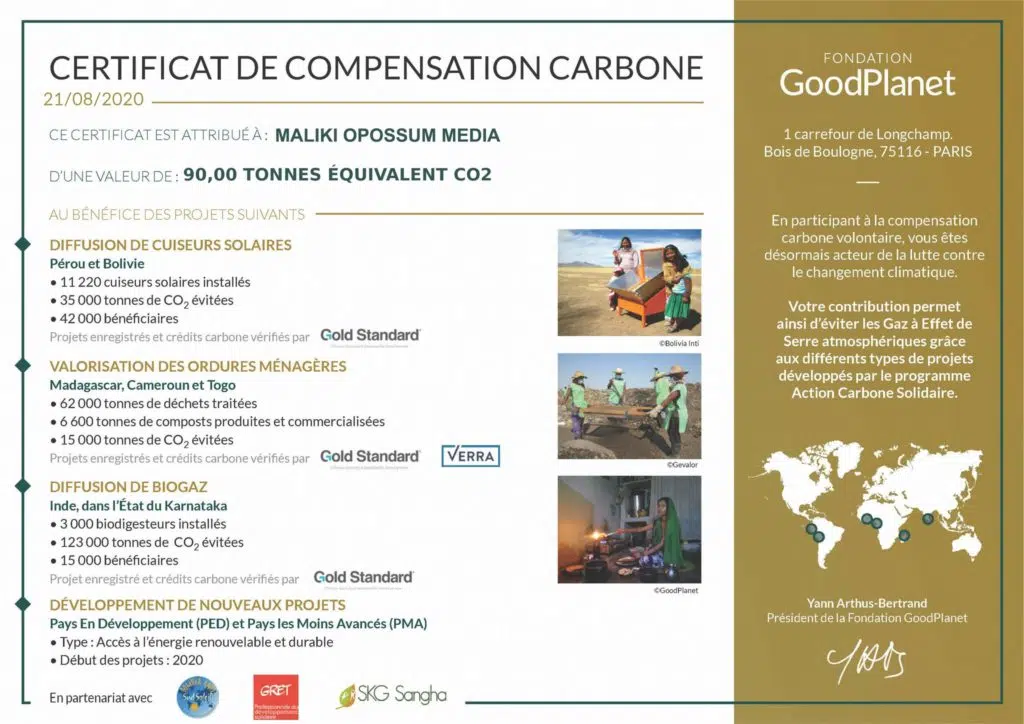 CERTIFICAT DE COMPENSATION CARBONE
21/08/2020
CE CERTIFICAT EST ATTRIBUÉ À : MALIKI OPOSSUM MEDIA
D'UNE VALEUR DE : 90,00 TONNES ÉQUIVALENT CO2
AU BÉNÉFICE DES PROJETS SUIVANTS
DIFFUSION DE CUISEURS SOLAIRES
Pérou et Bolivie
• 11 220 cuiseurs solaires installés
• 35 000 tonnes de CO2 évitées
• 42 000 bénéficiaires
Projets enregistrés et crédits carbone vérifiés par Gold Standard
©Bolivia Inti
VALORISATION DES ORDURES MÉNAGÈRES
Madagascar, Cameroun et Togo
• 62 000 tonnes de déchets traitées
• 6 600 tonnes de composts produites et commercialisées
• 15 000 tonnes de CO2 évitées
Projets enregistrés et crédits carbone vérifiés par Gold Standard VERRA
©Gevalor
DIFFUSION DE BIOGAZ
Inde, dans l'État du Karnataka
• 3 000 biodigesteurs installés
• 123 000 tonnes de CO2 évitées
• 15 000 bénéficiaires
Projet enregistré et crédits carbone vérifiés par Gold Standard
©GoodPlanet
DÉVELOPPEMENT DE NOUVEAUX PROJETS
Pays En Développement (PED) et Pays les Moins Avancés (PMA)
• Type : Accès à l'énergie renouvelable et durable
• Début des projets : 2020
En partenariat avec
Sud Soleil
GRET
Professionnels du
développement
solidaire
SKG Sangha
FONDATION
GoodPlanet
1 carrefour de Longchamp.
Bois de Boulogne, 75116 - PARIS
En participant à la compensation
carbone volontaire, vous êtes
désormais acteur de la lutte contre
le changement climatique.
Votre contribution permet
ainsi d'éviter les Gaz à Effet de
Serre atmosphériques grâce
aux différents types de projets
développés par le programme
Action Carbone Solidaire.
Yann Arthus-Bertrand
Président de la Fondation GoodPlanet